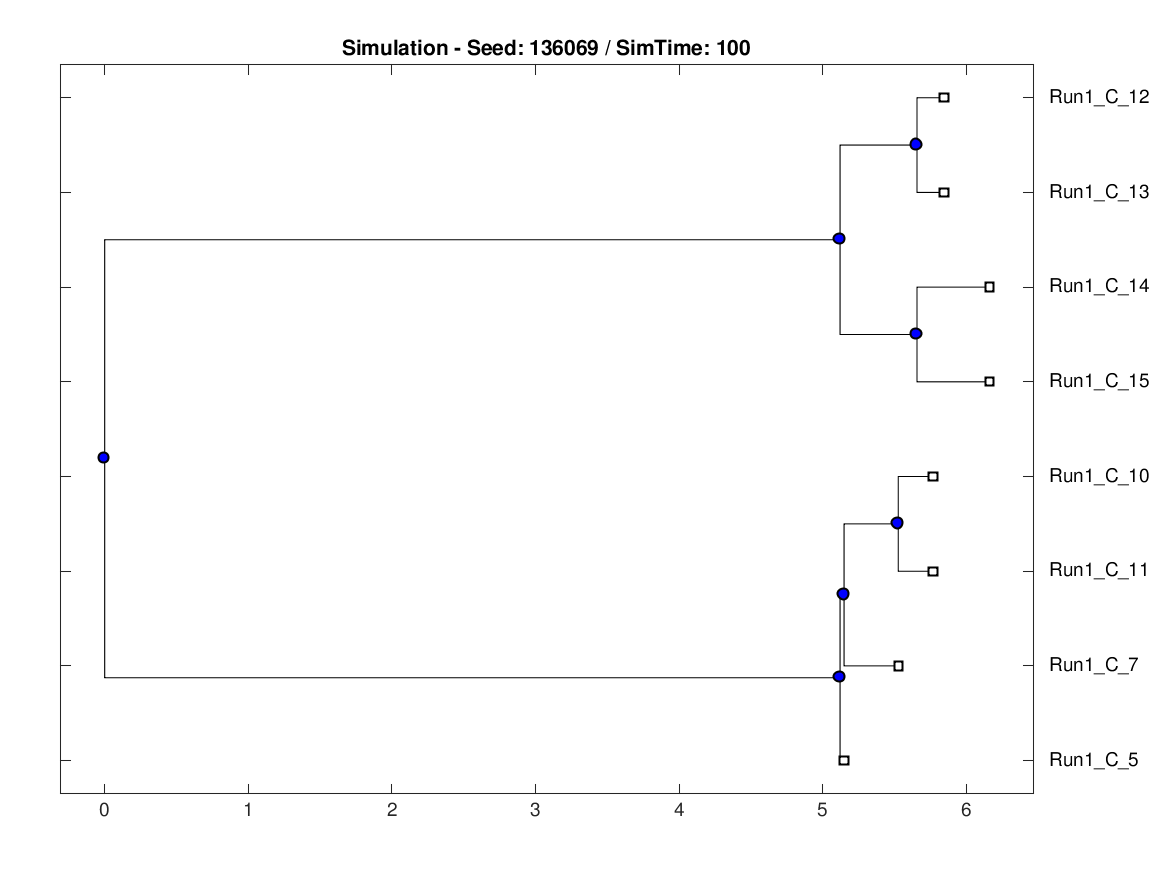 Simulation - Seed: 136069 / SimTime: 100
Run1_C_12
Run1_C_13
Run1_C_14
Run1_C_15
Run1_C_10
Run1_C_11
Run1_C_7
Run1_C_5
0 1 2 3 4 5 6